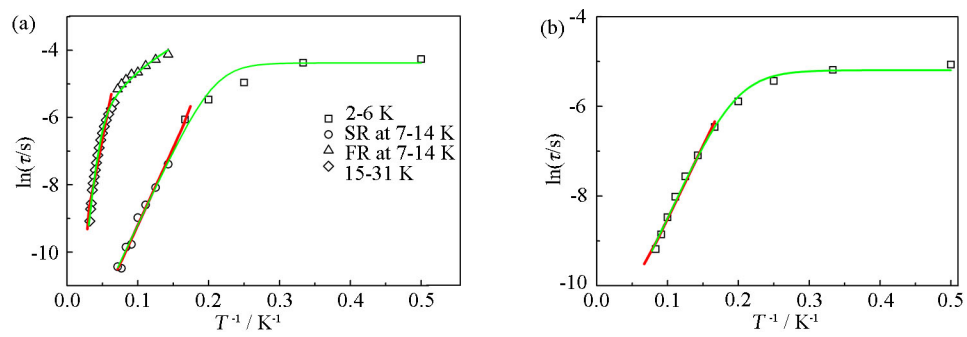 (a)
-4
-6
-8
-10
ln(τ/s)
2-6 K
SR at 7-14 K
FR at 7-14 K
15-31 K
0.0 0.1 0.2 0.3 0.4 0.5
T⁻¹ / K⁻¹
(b)
-4
-6
-8
-10
ln(τ/s)
0.0 0.1 0.2 0.3 0.4 0.5
T⁻¹ / K⁻¹